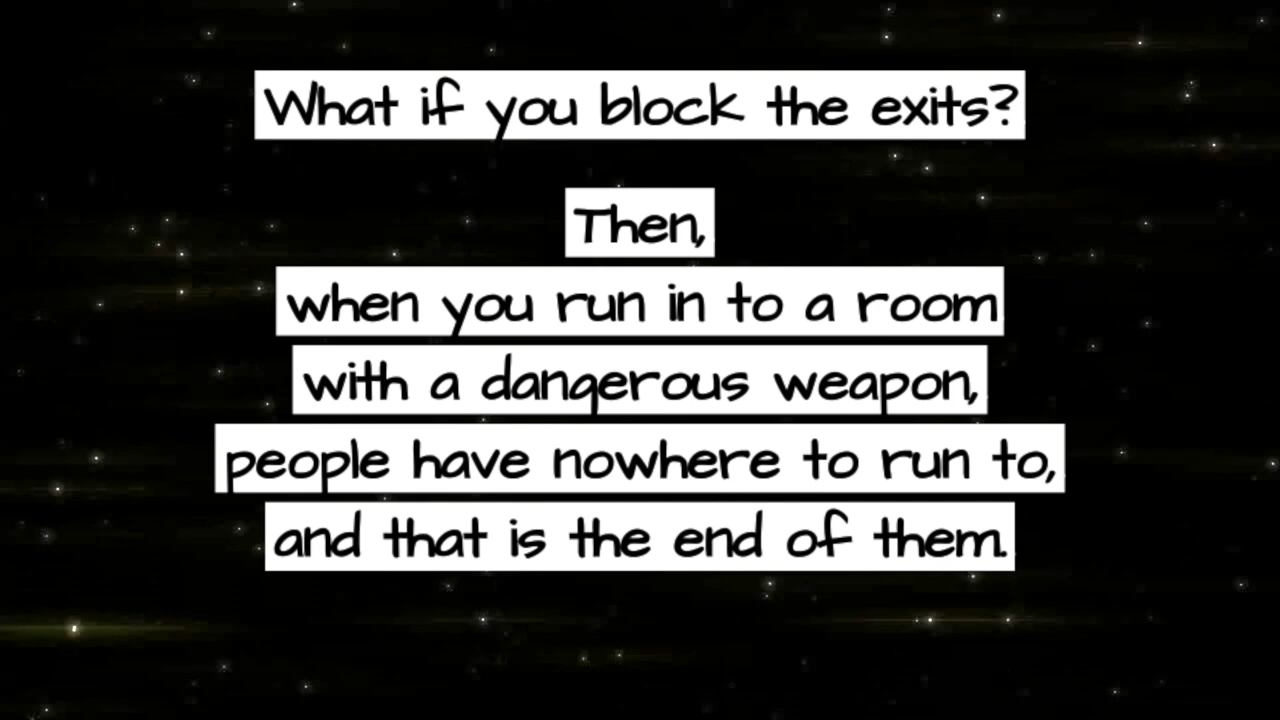 What if you block the exits?
Then,
when you run in to a room
with a dangerous weapon,
people have nowhere to run to,
and that is the end of them.